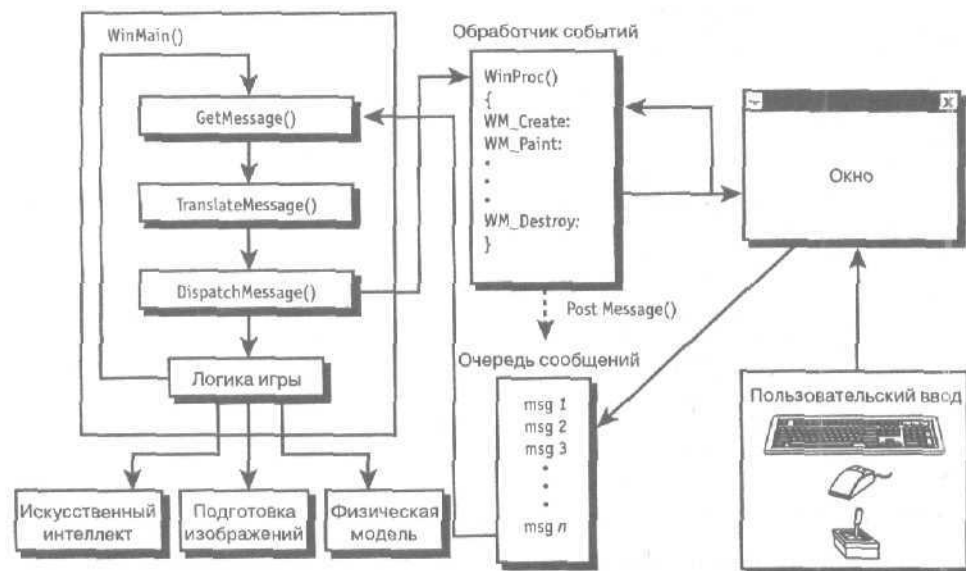 WinMain()
GetMessage()
TranslateMessage()
DispatchMessage()
Логика игры
Искусственный
интеллект
Подготовка
изображений
Физическая
модель
Обработчик событий
WinProc()
{
WM_Create:
WM_Paint:
•
•
•
WM_Destroy:
}
Post Message()
Очередь сообщений
msg 1
msg 2
msg 3
•
•
•
•
msg n
X
Окно
Пользовательский ввод